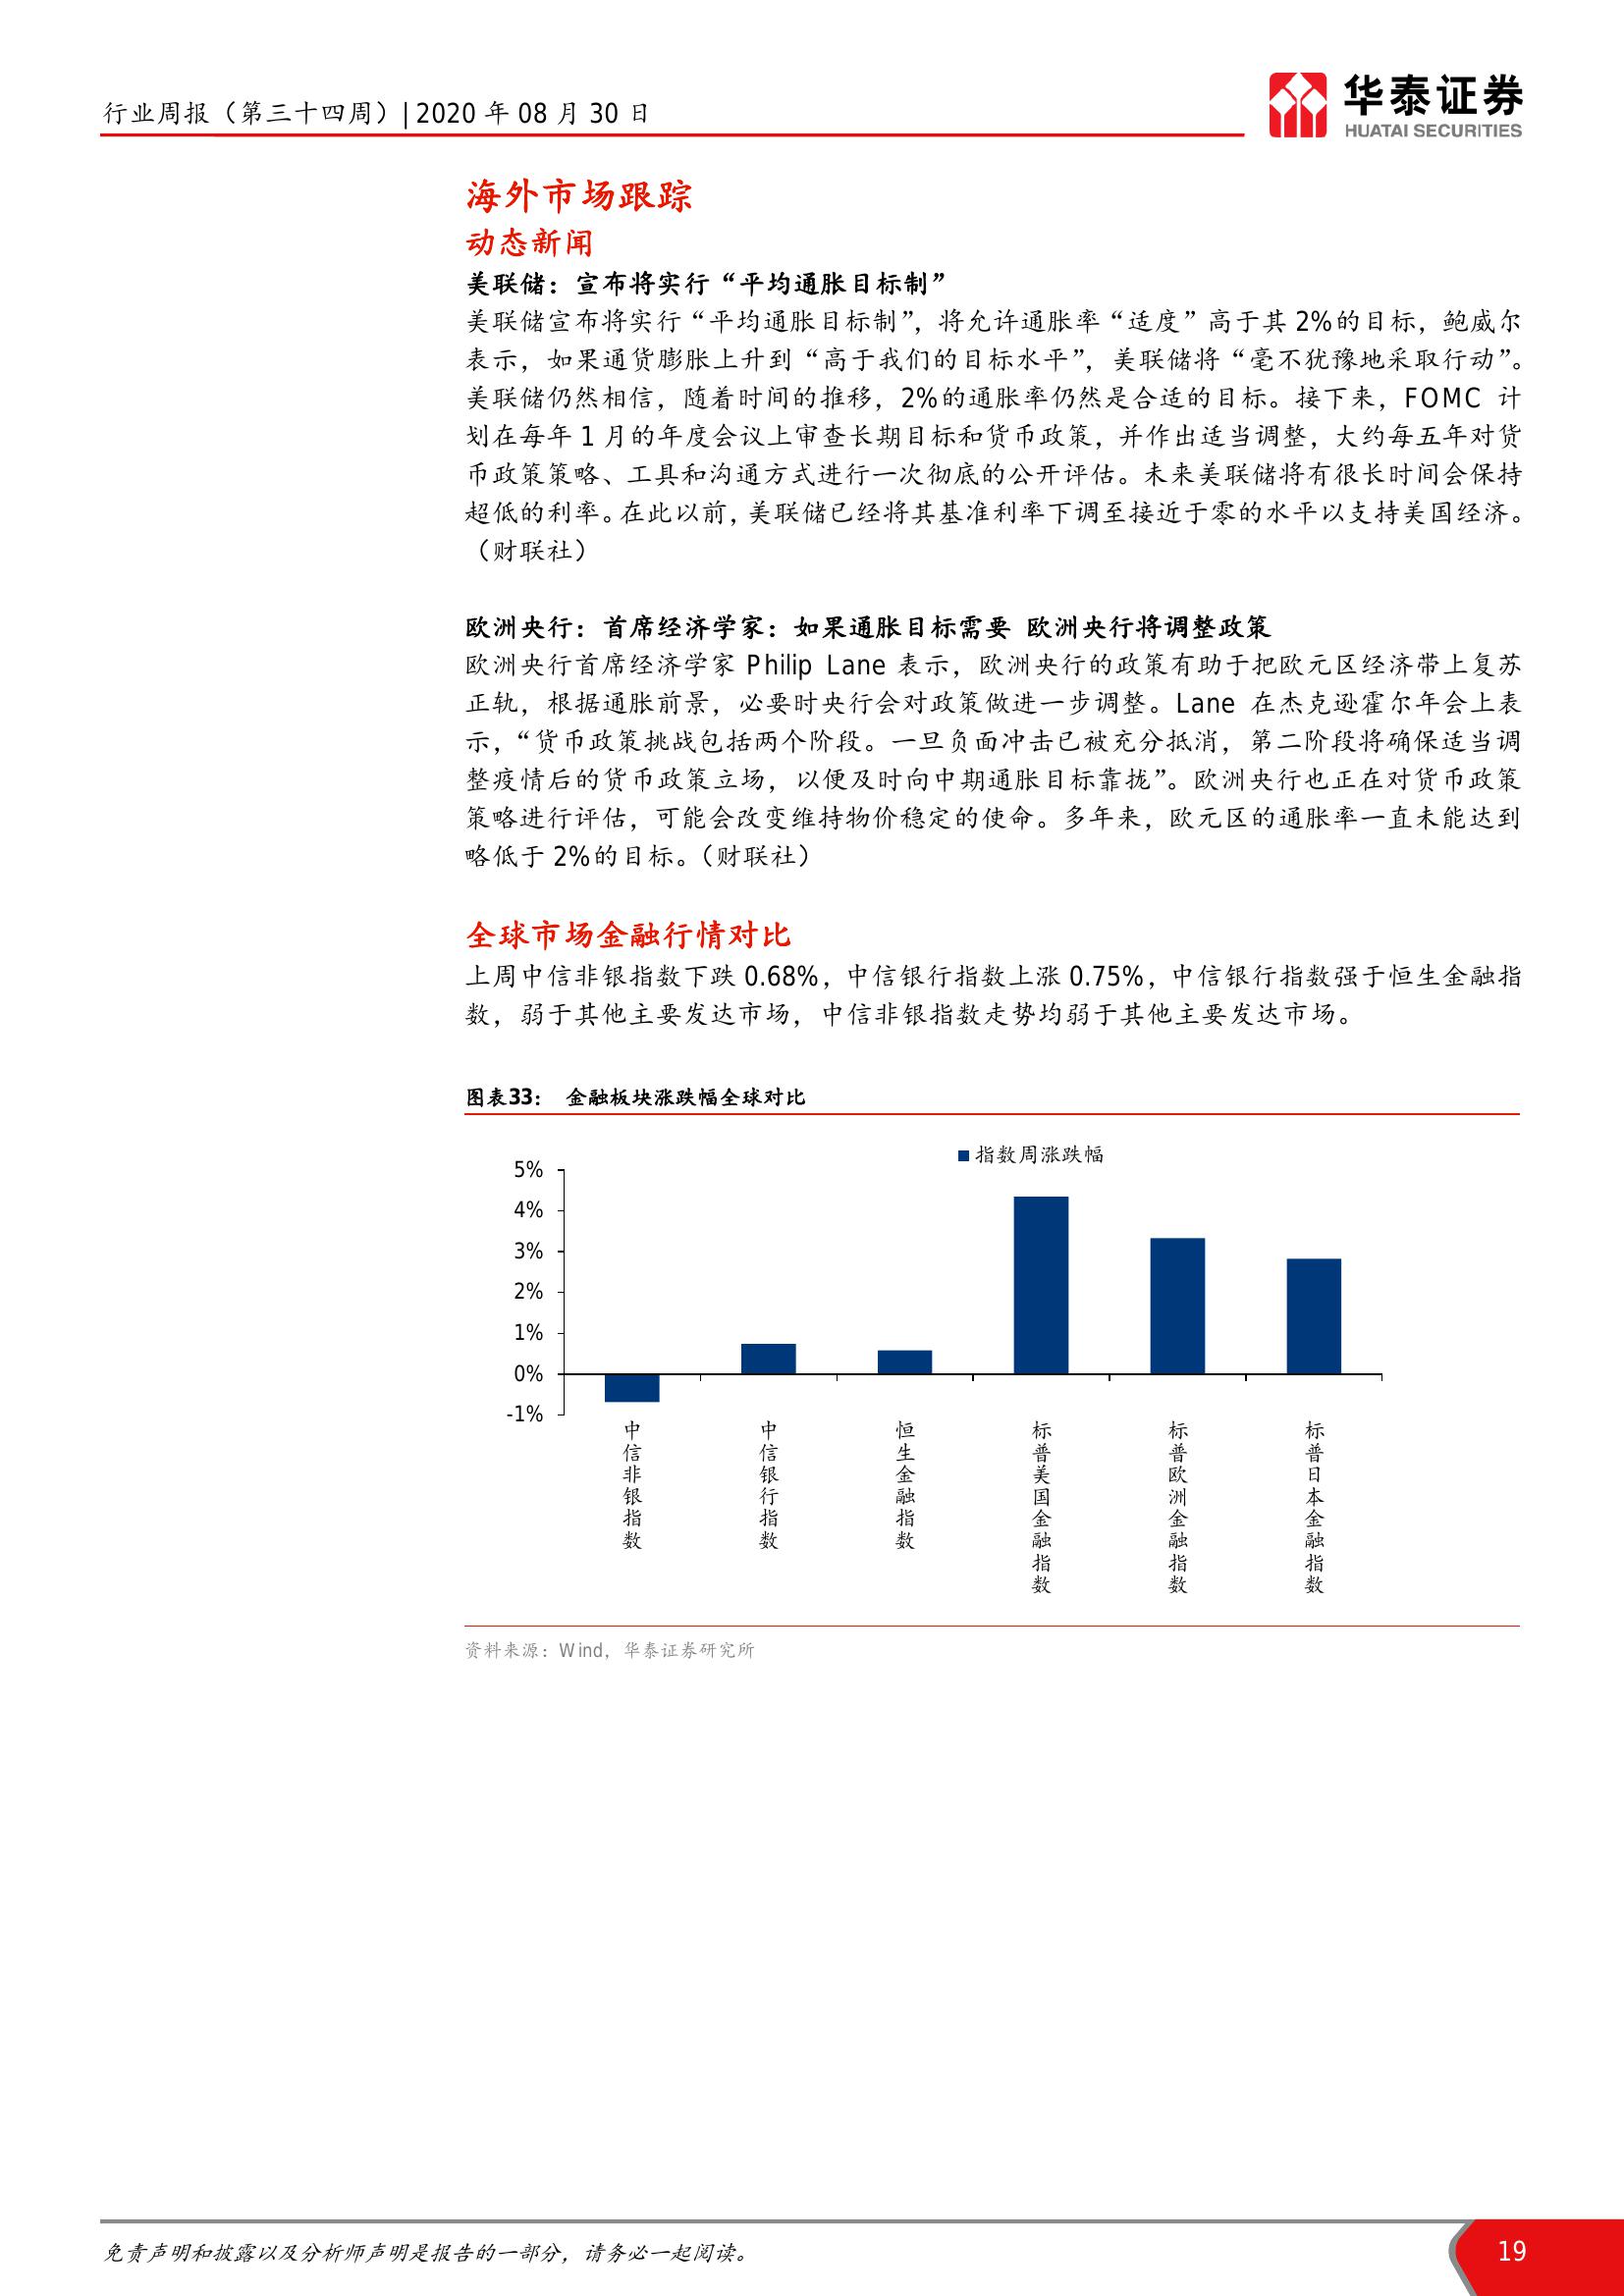 行业周报（第三十四周）| 2020 年 08 月 30 日
华泰证券
HUATAI SECURITIES
海外市场跟踪
动态新闻
美联储：宣布将实行“平均通胀目标制”
美联储宣布将实行“平均通胀目标制”，将允许通胀率“适度”高于其 2%的目标，鲍威尔
表示，如果通货膨胀上升到“高于我们的目标水平”，美联储将“毫不犹豫地采取行动”。
美联储仍然相信，随着时间的推移，2%的通胀率仍然是合适的目标。接下来，FOMC 计
划在每年 1 月的年度会议上审查长期目标和货币政策，并作出适当调整，大约每五年对货
币政策策略、工具和沟通方式进行一次彻底的公开评估。未来美联储将有很长时间会保持
超低的利率。在此以前，美联储已经将其基准利率下调至接近于零的水平以支持美国经济。
（财联社）
欧洲央行：首席经济学家：如果通胀目标需要 欧洲央行将调整政策
欧洲央行首席经济学家 Philip Lane 表示，欧洲央行的政策有助于把欧元区经济带上复苏
正轨，根据通胀前景，必要时央行会对政策做进一步调整。Lane 在杰克逊霍尔年会上表
示，“货币政策挑战包括两个阶段。一旦负面冲击已被充分抵消，第二阶段将确保适当调
整疫情后的货币政策立场，以便及时向中期通胀目标靠拢”。欧洲央行也正在对货币政策
策略进行评估，可能会改变维持物价稳定的使命。多年来，欧元区的通胀率一直未能达到
略低于 2%的目标。（财联社）
全球市场金融行情对比
上周中信非银指数下跌 0.68%，中信银行指数上涨 0.75%，中信银行指数强于恒生金融指
数，弱于其他主要发达市场，中信非银指数走势均弱于其他主要发达市场。
图表33： 金融板块涨跌幅全球对比
指数周涨跌幅
5%
4%
3%
2%
1%
0%
-1%
中信非银指数
中信银行指数
恒生金融指数
标普美国金融指数
标普欧洲金融指数
标普日本金融指数
资料来源：Wind，华泰证券研究所
免责声明和披露以及分析师声明是报告的一部分，请务必一起阅读。
19